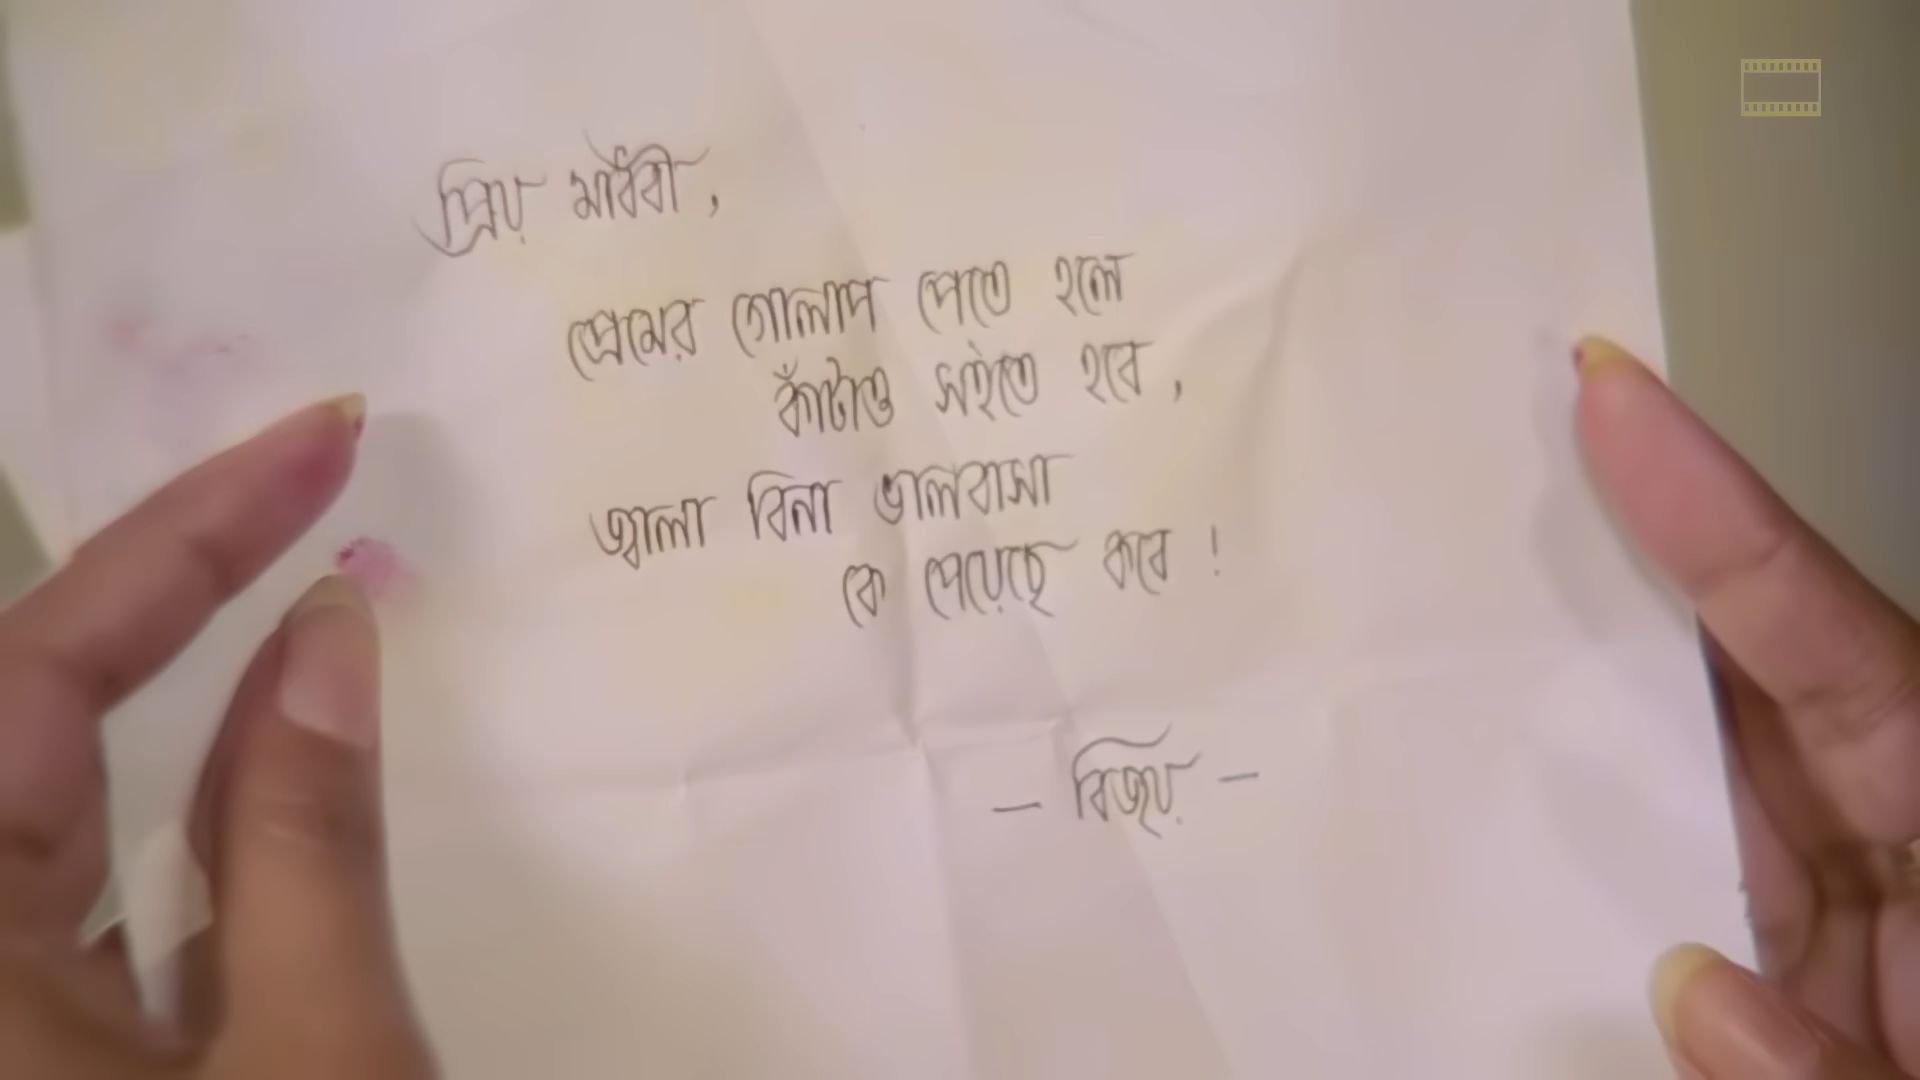 প্রিয় মাধবী,
প্রেমের গোলাপ পেতে হলে
কাঁটাও সইতে হবে,
জ্বালা বিনা ভালবাসা
কে পেয়েছে কবে !
— বিজয় —